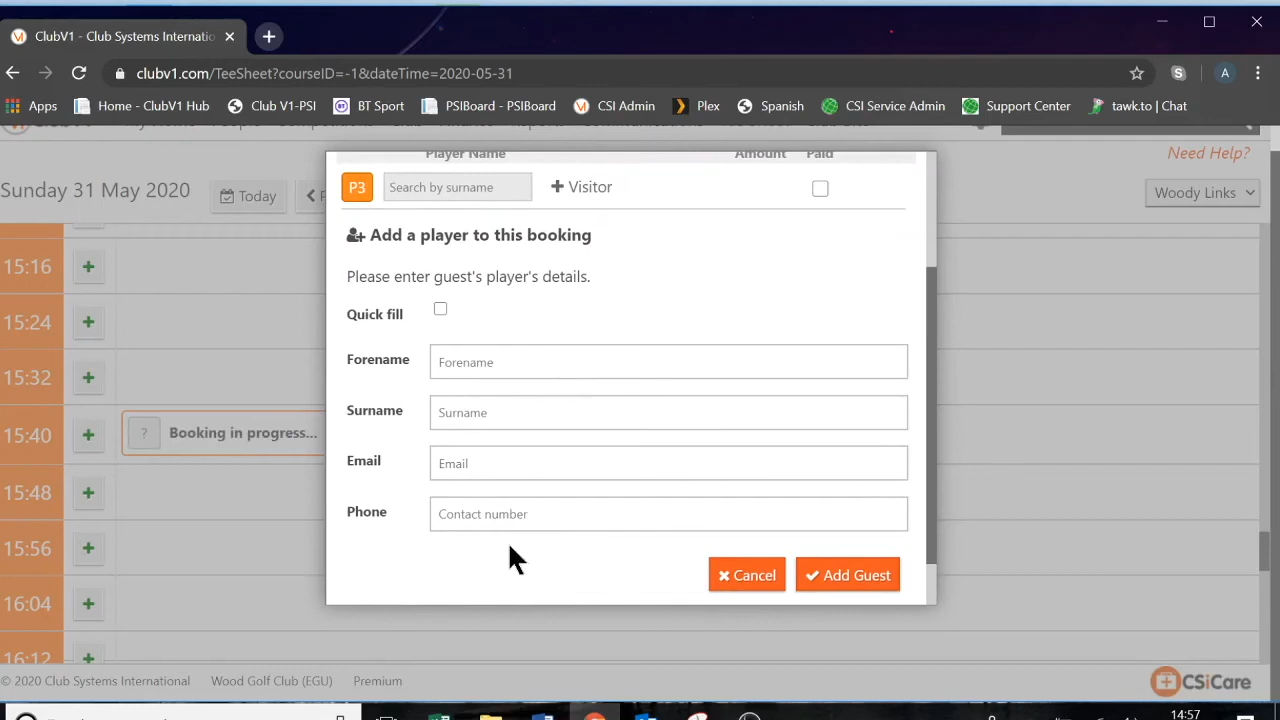 ClubV1 - Club Systems Internatio
clubv1.com/TeeSheet?courseID=-1&dateTime=2020-05-31
A
Apps
Home - ClubV1 Hub
Club V1-PSI
BT Sport
PSIBoard - PSIBoard
CSI Admin
Plex
Spanish
CSI Service Admin
Support Center
tawk.to | Chat
Need Help?
Sunday 31 May 2020
Today
P
Woody Links
Player Name
Amount
Paid
P3
Search by surname
Visitor
Add a player to this booking
Please enter guest's player's details.
Quick fill
Forename
Forename
Surname
Surname
Email
Email
Phone
Contact number
Cancel
Add Guest
15:16
15:24
15:32
15:40
?
Booking in progress...
15:48
15:56
16:04
16:12
© 2020 Club Systems International
Wood Golf Club (EGU)
Premium
CSiCare
14:57